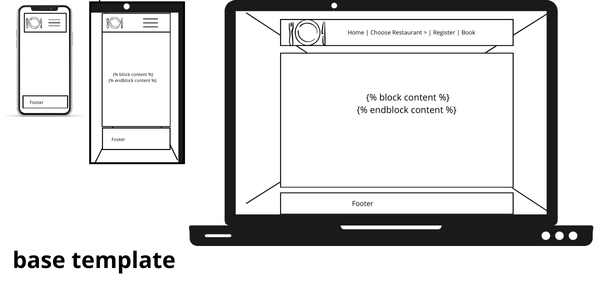 Footer
{% block content %}
{% endblock content %}
Footer
Home | Choose Restaurant > | Register | Book
{% block content %}
{% endblock content %}
Footer
base template